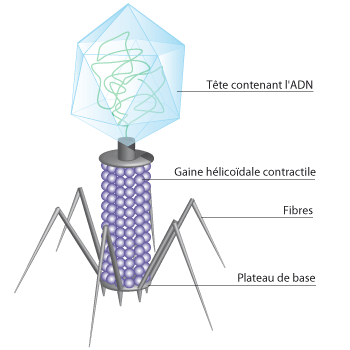 Tête contenant l'ADN
Gaine hélicoïdale contractile
Fibres
Plateau de base